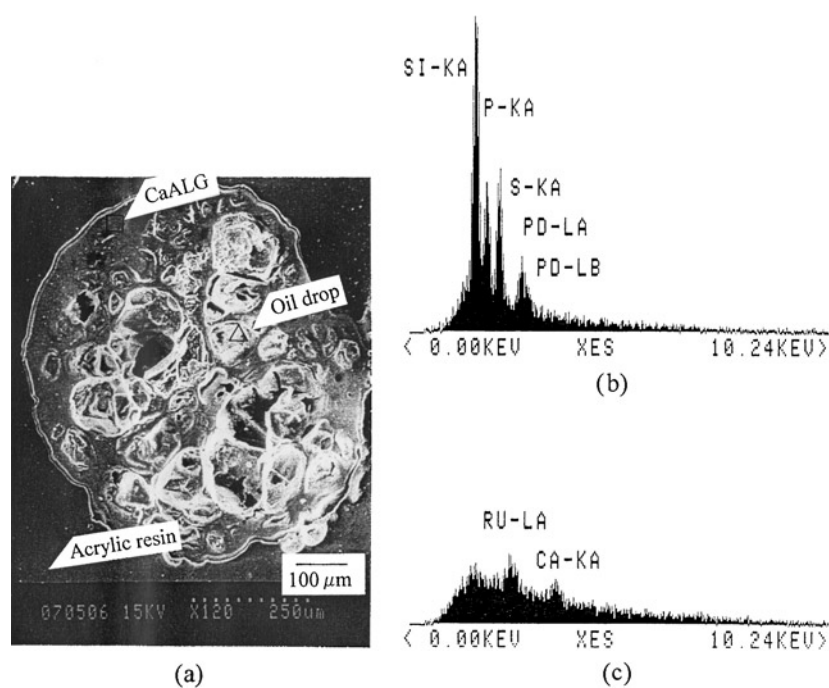 CaALG
Oil drop
Acrylic resin
100 μm
070506 15KV X120 250um
(a)
SI-KA
P-KA
S-KA
PD-LA
PD-LB
< 0.00KEV XES 10.24KEV>
(b)
RU-LA
CA-KA
< 0.00KEV XES 10.24KEV>
(c)